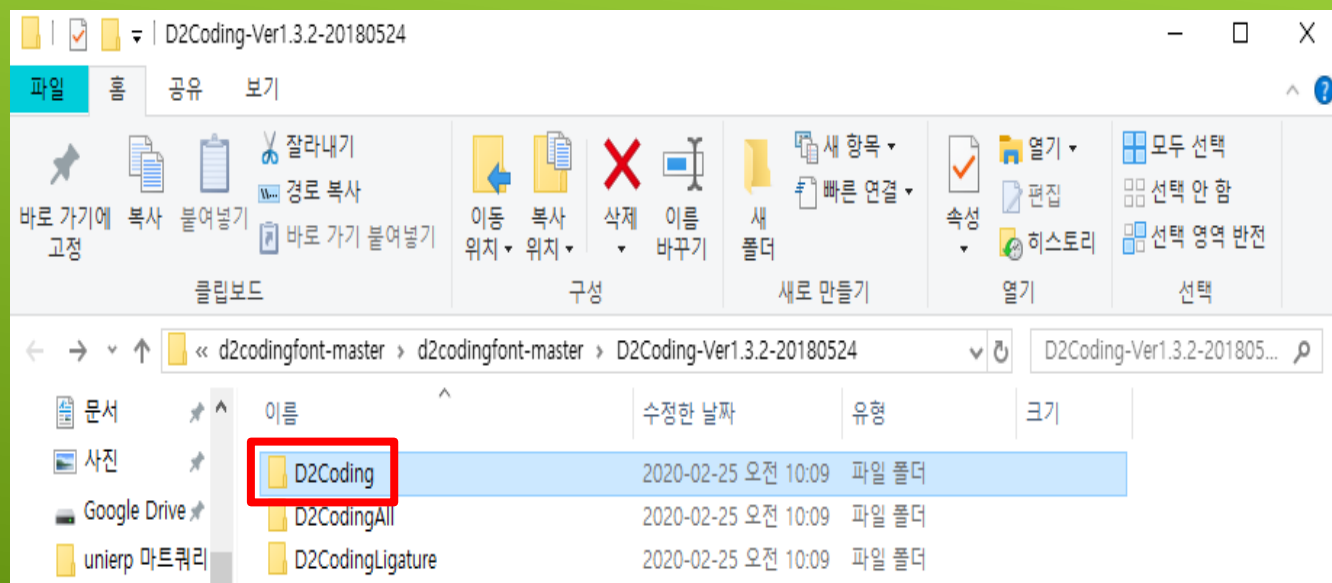 D2Coding-Ver1.3.2-20180524
파일 홈 공유 보기
바로 가기에 고정
복사
붙여넣기
잘라내기
경로 복사
바로 가기 붙여넣기
클립보드
이동 위치
복사 위치
삭제
이름 바꾸기
구성
새 폴더
새 항목
빠른 연결
새로 만들기
속성
열기
편집
히스토리
열기
모두 선택
선택 안 함
선택 영역 반전
선택
« d2codingfont-master › d2codingfont-master › D2Coding-Ver1.3.2-20180524
D2Coding-Ver1.3.2-201805...
문서
사진
Google Drive
unierp 마트쿼리
이름 수정한 날짜 유형 크기
D2Coding 2020-02-25 오전 10:09 파일 폴더
D2CodingAll 2020-02-25 오전 10:09 파일 폴더
D2CodingLigature 2020-02-25 오전 10:09 파일 폴더